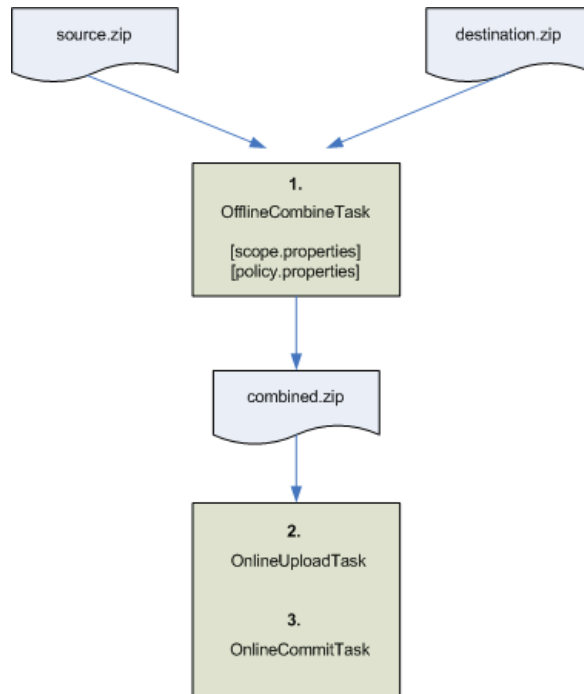 source.zip
destination.zip
1.
OfflineCombineTask
[scope.properties]
[policy.properties]
combined.zip
2.
OnlineUploadTask
3.
OnlineCommitTask